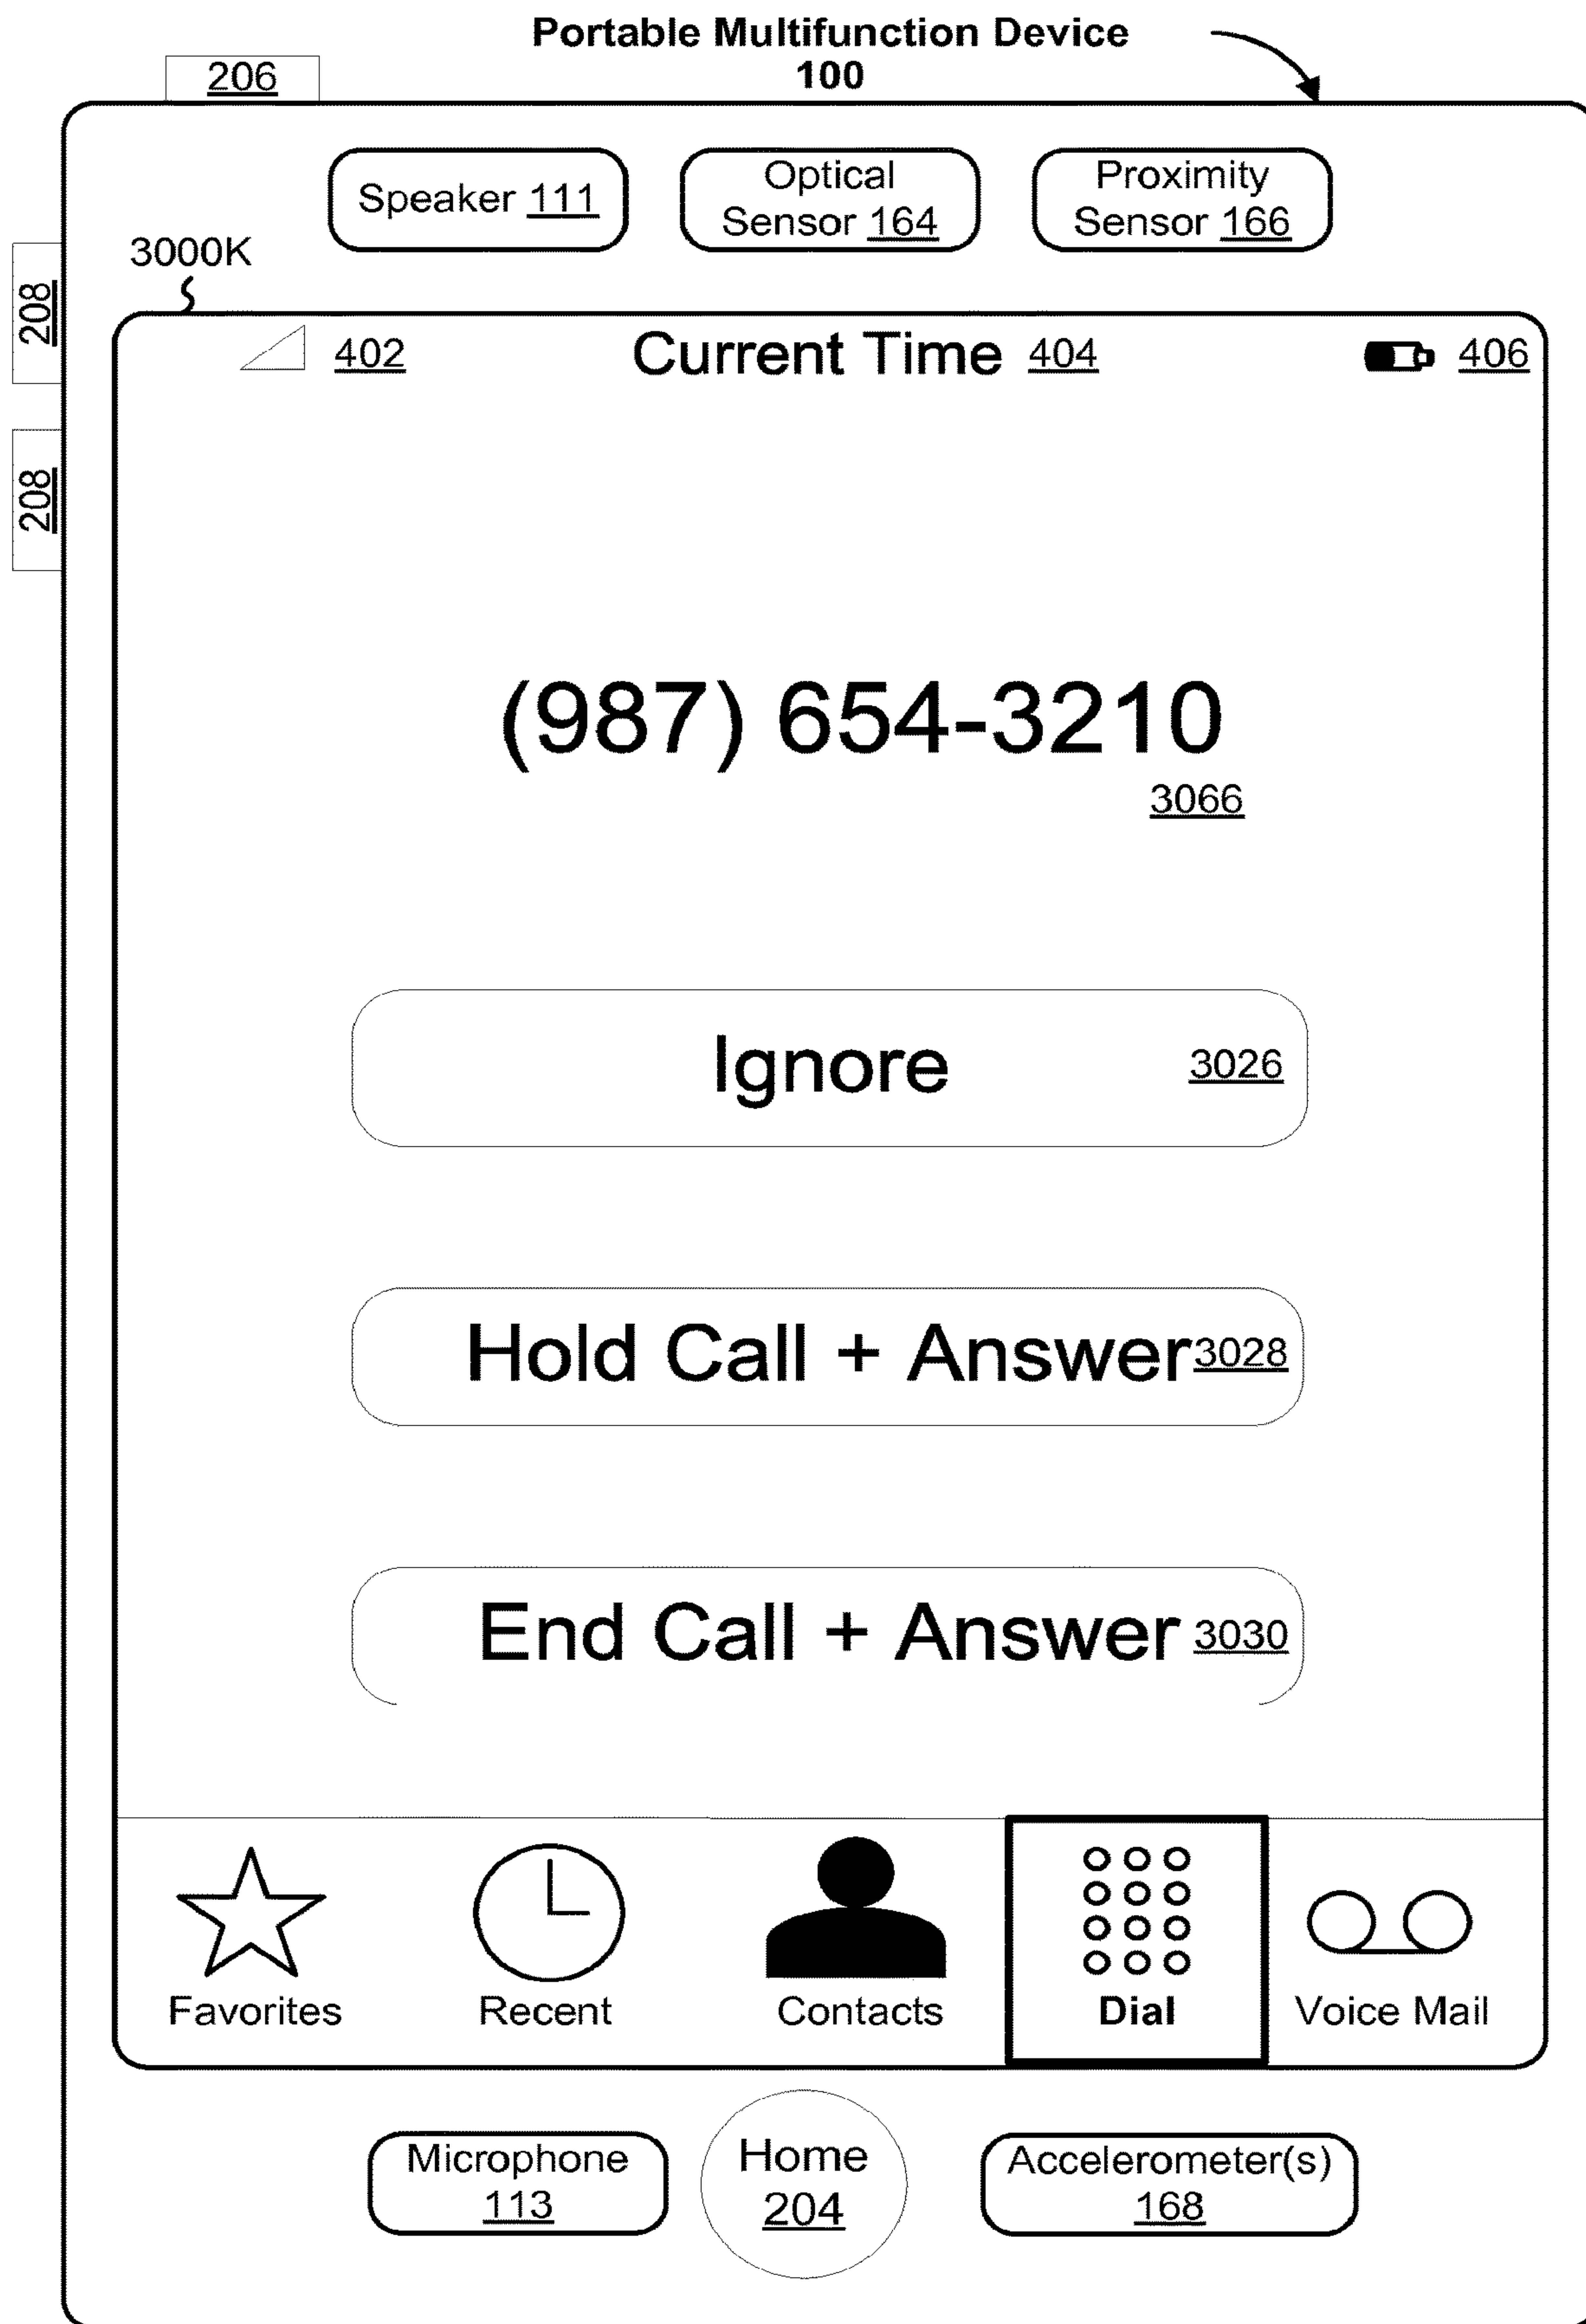 Portable Multifunction Device
100
206
Speaker 111
Optical
Sensor 164
Proximity
Sensor 166
3000K
208
208
402
Current Time 404
406
(987) 654-3210
3066
Ignore 3026
Hold Call + Answer 3028
End Call + Answer 3030
Favorites
Recent
Contacts
Dial
Voice Mail
Microphone
113
Home
204
Accelerometer(s)
168